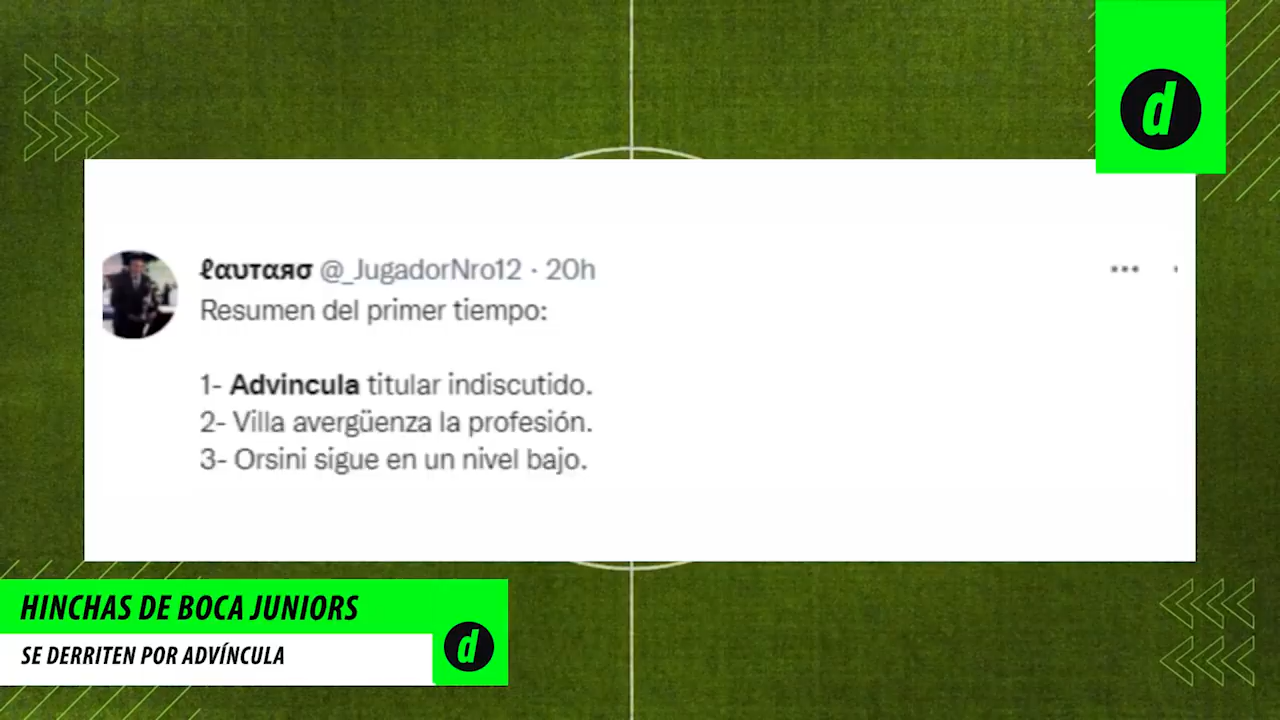 d
ℓαυταяσ @_JugadorNro12 · 20h
Resumen del primer tiempo:
1- Advincula titular indiscutido.
2- Villa avergüenza la profesión.
3- Orsini sigue en un nivel bajo.
HINCHAS DE BOCA JUNIORS
SE DERRITEN POR ADVÍNCULA
d